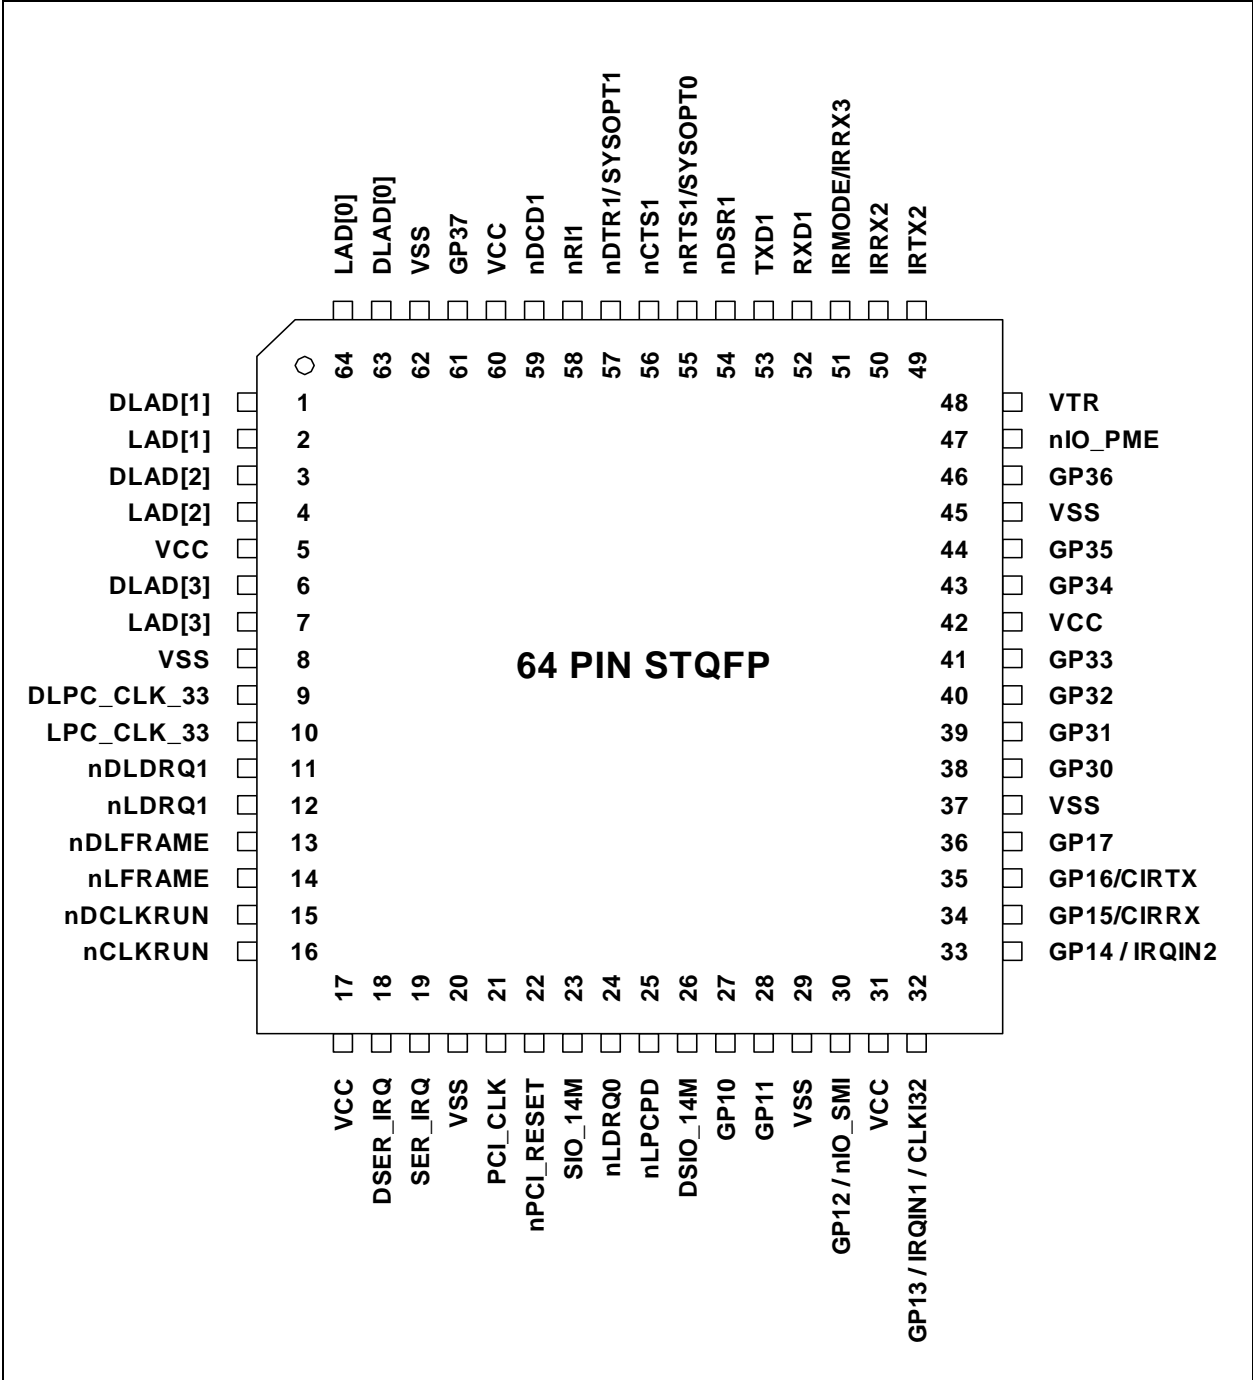 LAD[0]
DLAD[0]
VSS
GP37
VCC
nDCD1
nRI1
nDTR1/SYSOPT1
nCTS1
nRTS1/SYSOPT0
nDSR1
TXD1
RXD1
IRMODE/IRRX3
IRRX2
IRTX2
64
63
62
61
60
59
58
57
56
55
54
53
52
51
50
49
DLAD[1] 1
LAD[1] 2
DLAD[2] 3
LAD[2] 4
VCC 5
DLAD[3] 6
LAD[3] 7
VSS 8
DLPC_CLK_33 9
LPC_CLK_33 10
nDLDRQ1 11
nLDRQ1 12
nDLFRAME 13
nLFRAME 14
nDCLKRUN 15
nCLKRUN 16
64 PIN STQFP
48 VTR
47 nIO_PME
46 GP36
45 VSS
44 GP35
43 GP34
42 VCC
41 GP33
40 GP32
39 GP31
38 GP30
37 VSS
36 GP17
35 GP16/CIRTX
34 GP15/CIRRX
33 GP14 / IRQIN2
17
18
19
20
21
22
23
24
25
26
27
28
29
30
31
32
VCC
DSER_IRQ
SER_IRQ
VSS
PCI_CLK
nPCI_RESET
SIO_14M
nLDRQ0
nLPCPD
DSIO_14M
GP10
GP11
VSS
GP12 / nIO_SMI
VCC
GP13 / IRQIN1 / CLKI32